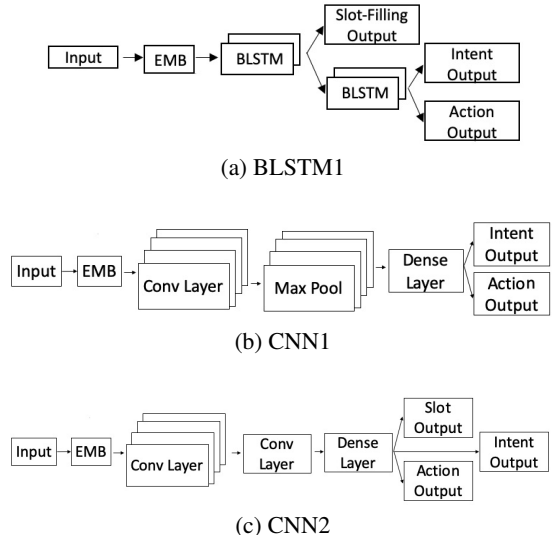 Input
EMB
BLSTM
Slot-Filling
Output
BLSTM
Intent
Output
Action
Output
(a) BLSTM1
Input
EMB
Conv Layer
Max Pool
Dense
Layer
Intent
Output
Action
Output
(b) CNN1
Input
EMB
Conv Layer
Conv
Layer
Dense
Layer
Slot
Output
Intent
Output
Action
Output
(c) CNN2